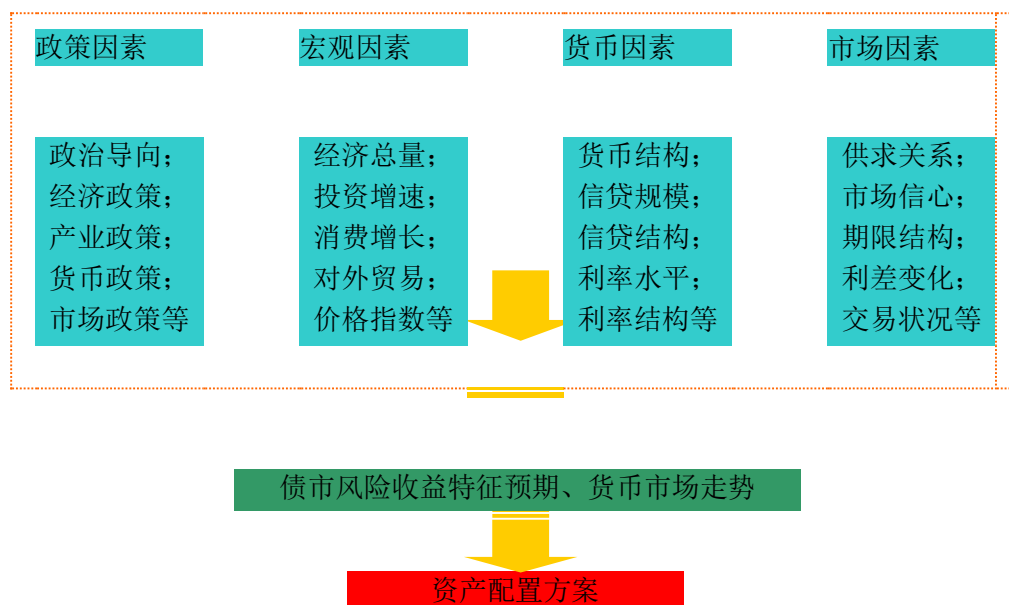 政策因素
宏观因素
货币因素
市场因素
政治导向；
经济政策；
产业政策；
货币政策；
市场政策等
经济总量；
投资增速；
消费增长；
对外贸易；
价格指数等
货币结构；
信贷规模；
信贷结构；
利率水平；
利率结构等
供求关系；
市场信心；
期限结构；
利差变化；
交易状况等
债市风险收益特征预期、货币市场走势
资产配置方案